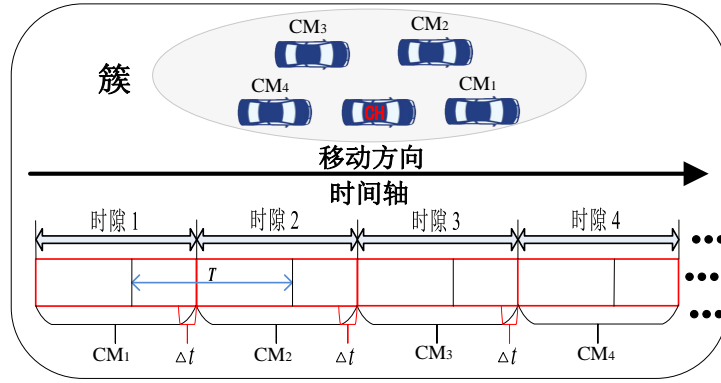 CM3 CM2
簇
CM4 CH CM1
移动方向
时间轴
时隙 1 时隙 2 时隙 3 时隙 4 •••
T •••
•••
CM1 △t CM2 △t CM3 △t CM4